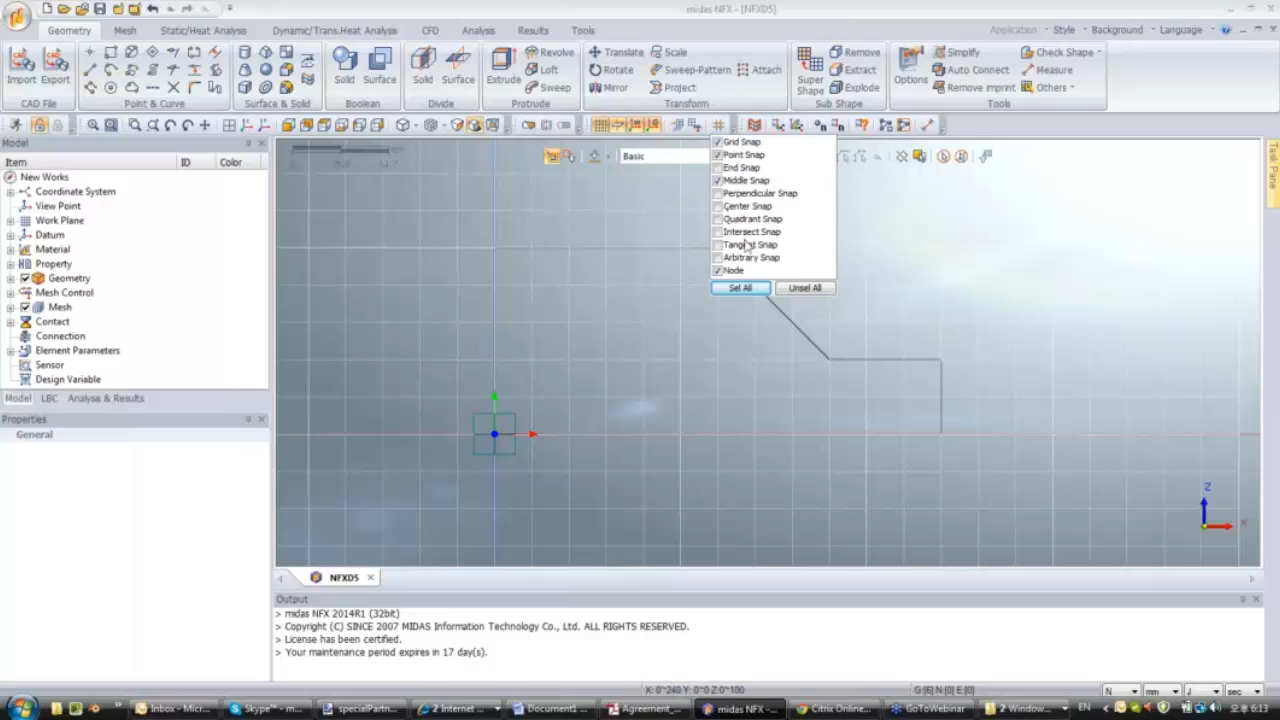 midas NFX - [NFXD5]
Geometry Mesh Static/Heat Analysis Dynamic/Trans.Heat Analysis CFD Analysis Results Tools Application Style Background Language
Import Export Solid Surface Solid Surface Extrude Revolve Loft Sweep Translate Rotate Mirror Scale Sweep-Pattern Project Attach Super Shape Remove Extract Explode Options Simplify Auto Connect Remove imprint Check Shape Measure Others
CAD File Point & Curve Surface & Solid Boolean Divide Protrude Transform Sub Shape Tools
Model
Item ID Color
New Works
Coordinate System
View Point
Work Plane
Datum
Material
Property
Geometry
Mesh Control
Mesh
Contact
Connection
Element Parameters
Sensor
Design Variable
Model LBC Analysis & Results
Properties
General
Basic
Grid Snap
Point Snap
End Snap
Middle Snap
Perpendicular Snap
Center Snap
Quadrant Snap
Intersect Snap
Tangent Snap
Arbitrary Snap
Node
Sel All Unsel All
Task Pane
Z
X
NFXD5
Output
> midas NFX 2014R1 (32bit)
> Copyright (C) SINCE 2007 MIDAS Information Technology Co., Ltd. ALL RIGHTS RESERVED.
> License has been certified.
> Your maintenance period expires in 17 day(s).
X: 0~240 Y: 0~0 Z:0~180 G:[6] N:[0] E:[0] N mm J sec
Inbox - Micr... Skype™ - m... specialPartn... 2 Internet ... Document1 ... Agreement_... midas NFX -... Citrix Online... GoToWebinar 2 Window... EN 오후 6:13